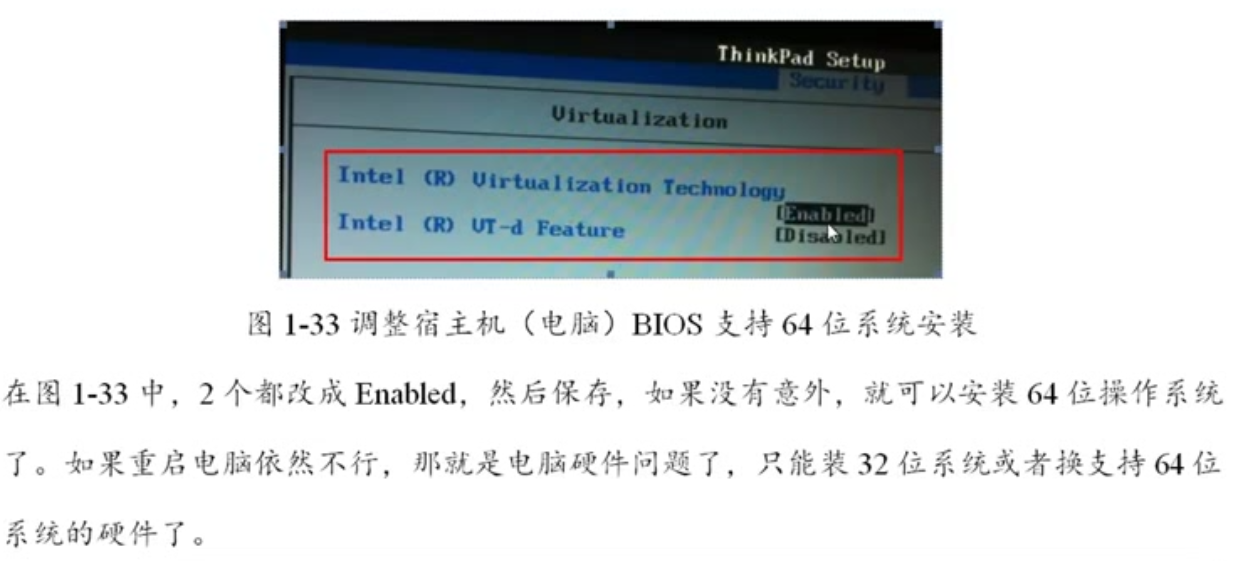 ThinkPad Setup
Security
Virtualization
Intel (R) Virtualization Technology
[Enabled]
Intel (R) VT-d Feature
[Disabled]
图 1-33 调整宿主机（电脑）BIOS 支持 64 位系统安装
在图 1-33 中，2 个都改成 Enabled，然后保存，如果没有意外，就可以安装 64 位操作系统
了。如果重启电脑依然不行，那就是电脑硬件问题了，只能装 32 位系统或者换支持 64 位
系统的硬件了。